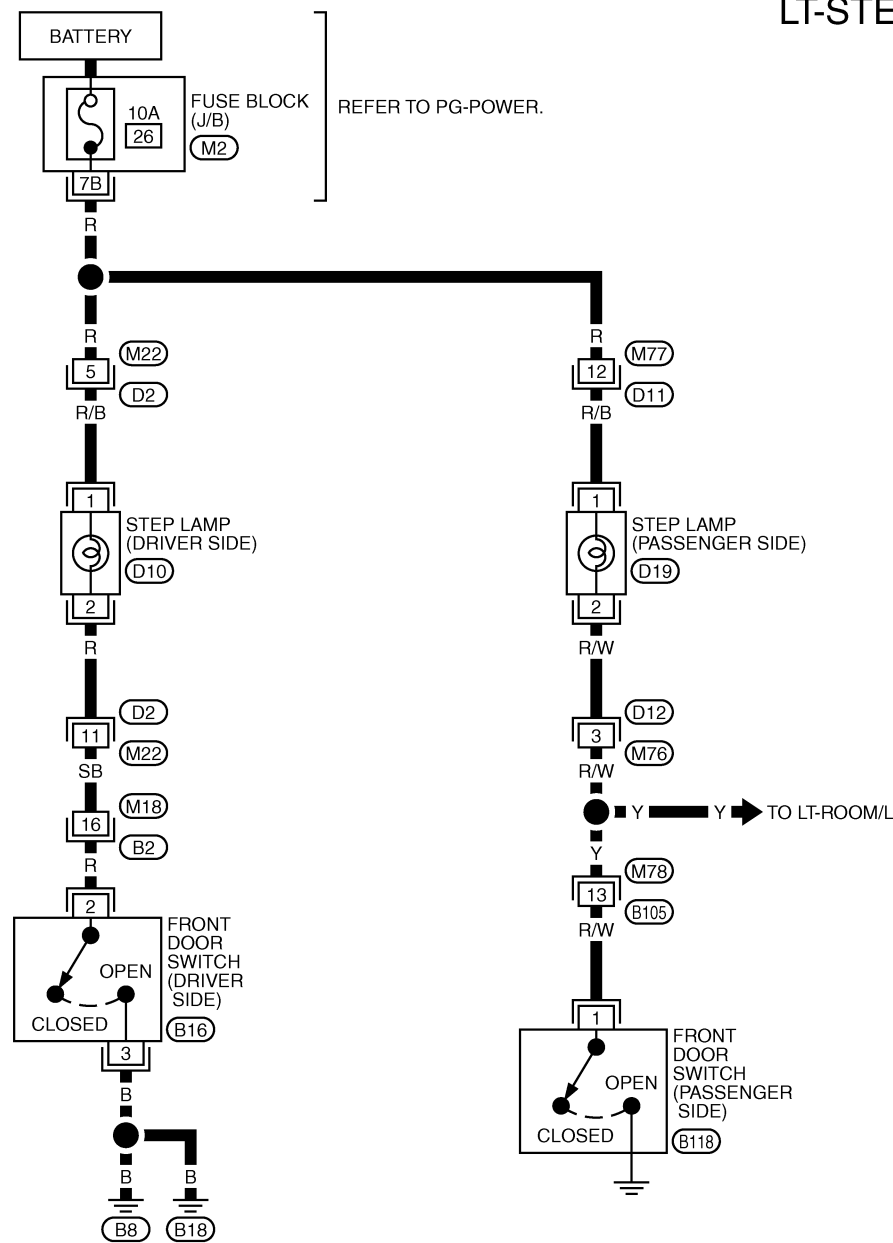 LT-STE
BATTERY
FUSE BLOCK
(J/B)
10A
26
M2
REFER TO PG-POWER.
7B
R
R
R
M22
M77
5
12
D2
D11
R/B
R/B
1
1
STEP LAMP
(DRIVER SIDE)
D10
STEP LAMP
(PASSENGER SIDE)
D19
2
2
R
R/W
D2
D12
11
3
M22
M76
SB
R/W
M18
16
B2
Y
Y
TO LT-ROOM/L
R
Y
M78
13
B105
R/W
2
FRONT
DOOR
SWITCH
(DRIVER
SIDE)
OPEN
CLOSED
B16
1
3
FRONT
DOOR
SWITCH
(PASSENGER
SIDE)
OPEN
CLOSED
B118
B
B
B
B8
B18